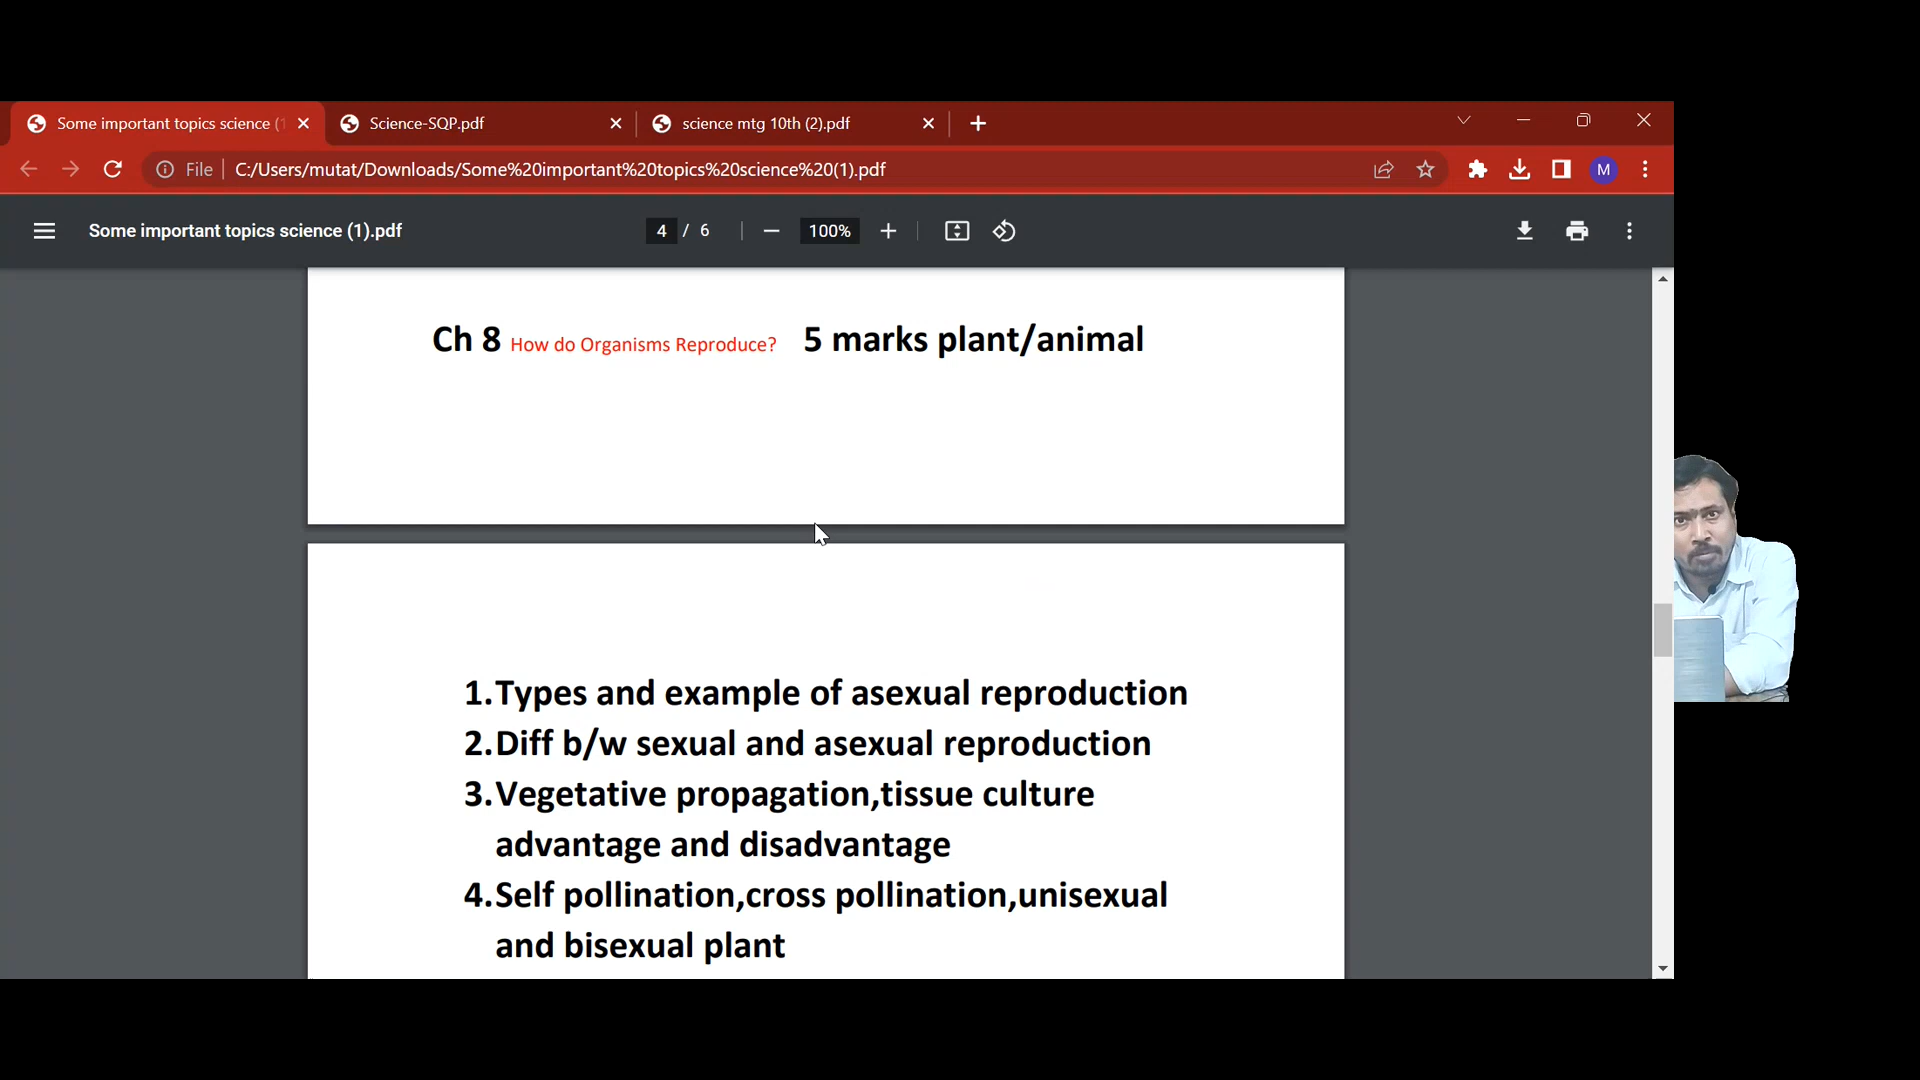 Some important topics science (1
Science-SQP.pdf
science mtg 10th (2).pdf
File
C:/Users/mutat/Downloads/Some%20important%20topics%20science%20(1).pdf
M
Some important topics science (1).pdf
4 / 6
100%
Ch 8 How do Organisms Reproduce? 5 marks plant/animal
1.Types and example of asexual reproduction
2.Diff b/w sexual and asexual reproduction
3.Vegetative propagation,tissue culture
advantage and disadvantage
4.Self pollination,cross pollination,unisexual
and bisexual plant